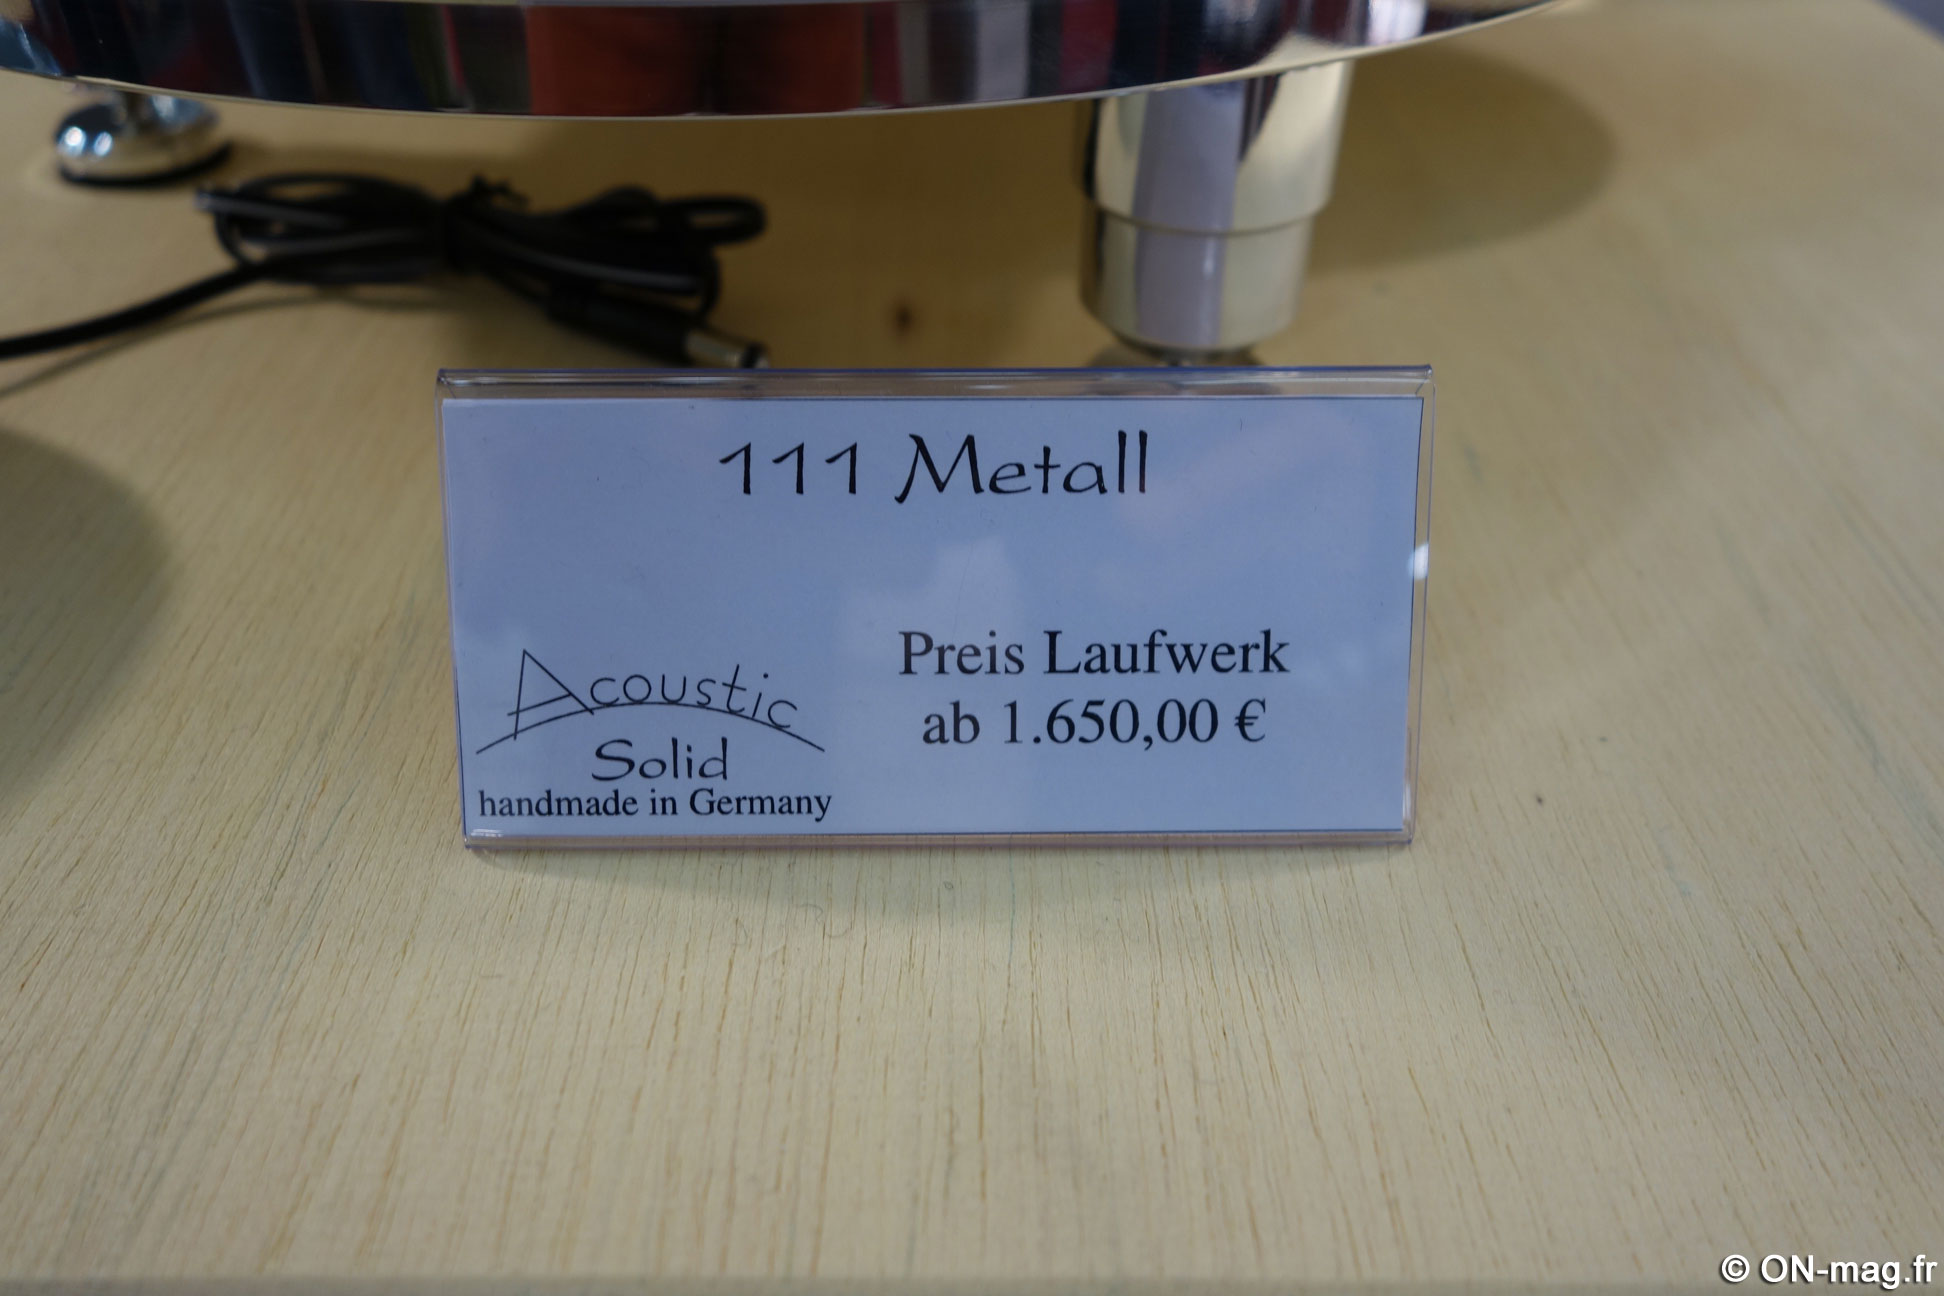 111 Metall
Acoustic
Solid
handmade in Germany
Preis Laufwerk
ab 1.650,00 €
© ON-mag.fr